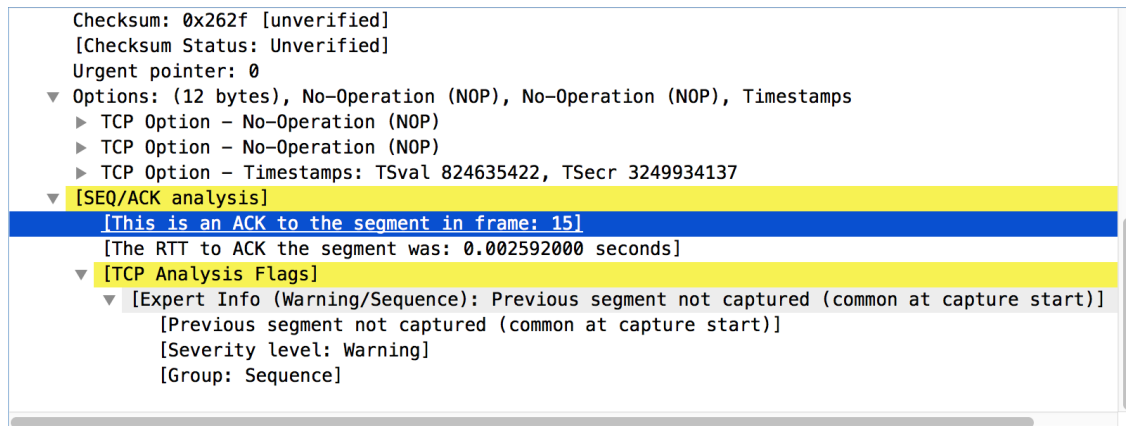 Checksum: 0x262f [unverified]
[Checksum Status: Unverified]
Urgent pointer: 0
Options: (12 bytes), No-Operation (NOP), No-Operation (NOP), Timestamps
TCP Option – No-Operation (NOP)
TCP Option – No-Operation (NOP)
TCP Option – Timestamps: TSval 824635422, TSecr 3249934137
[SEQ/ACK analysis]
[This is an ACK to the segment in frame: 15]
[The RTT to ACK the segment was: 0.002592000 seconds]
[TCP Analysis Flags]
[Expert Info (Warning/Sequence): Previous segment not captured (common at capture start)]
[Previous segment not captured (common at capture start)]
[Severity level: Warning]
[Group: Sequence]